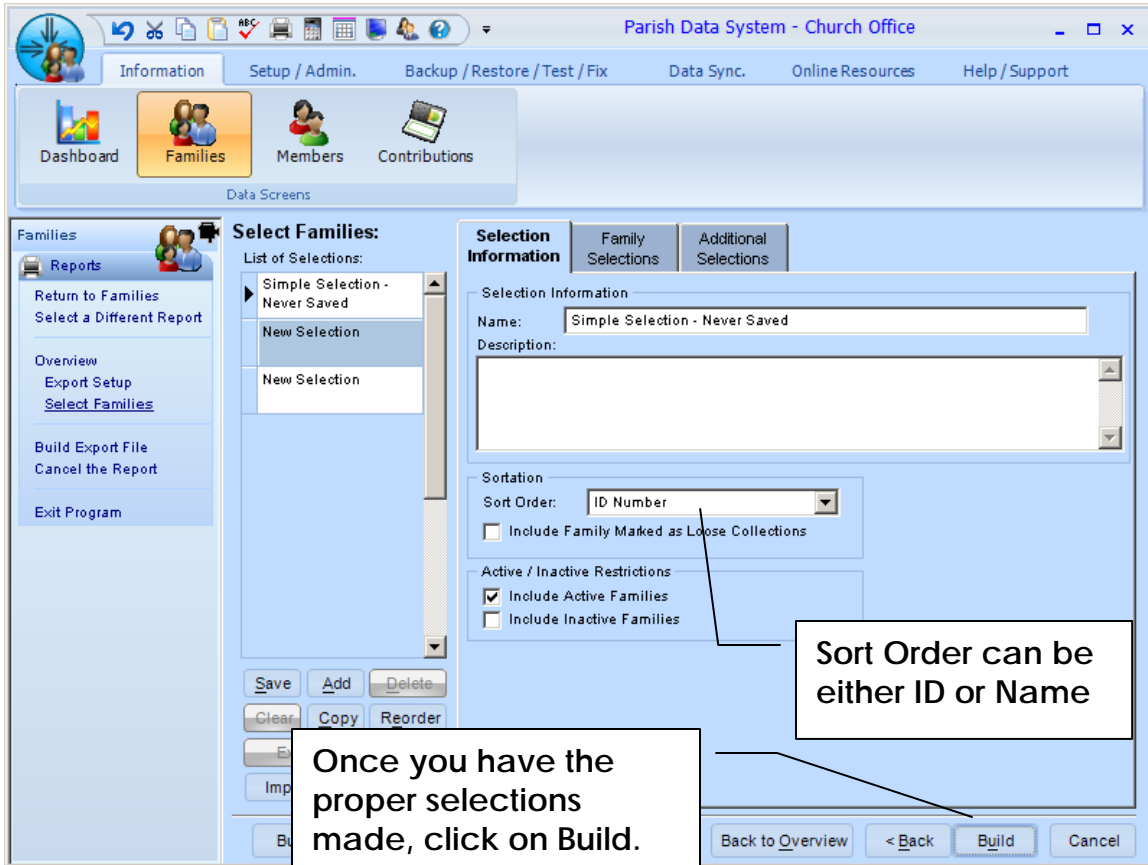 Parish Data System - Church Office
ABC
Information
Setup / Admin.
Backup / Restore / Test / Fix
Data Sync.
Online Resources
Help / Support
Dashboard
Families
Members
Contributions
Data Screens
Families
Reports
Return to Families
Select a Different Report
Overview
Export Setup
Select Families
Build Export File
Cancel the Report
Exit Program
Select Families:
List of Selections:
Simple Selection -
Never Saved
New Selection
New Selection
Save
Add
Delete
Clear
Copy
Reorder
Selection
Information
Family
Selections
Additional
Selections
Selection Information
Name:
Simple Selection - Never Saved
Description:
Sortation
Sort Order:
ID Number
Include Family Marked as Loose Collections
Active / Inactive Restrictions
Include Active Families
Include Inactive Families
Sort Order can be
either ID or Name
Once you have the
proper selections
made, click on Build.
Back to Overview
< Back
Build
Cancel